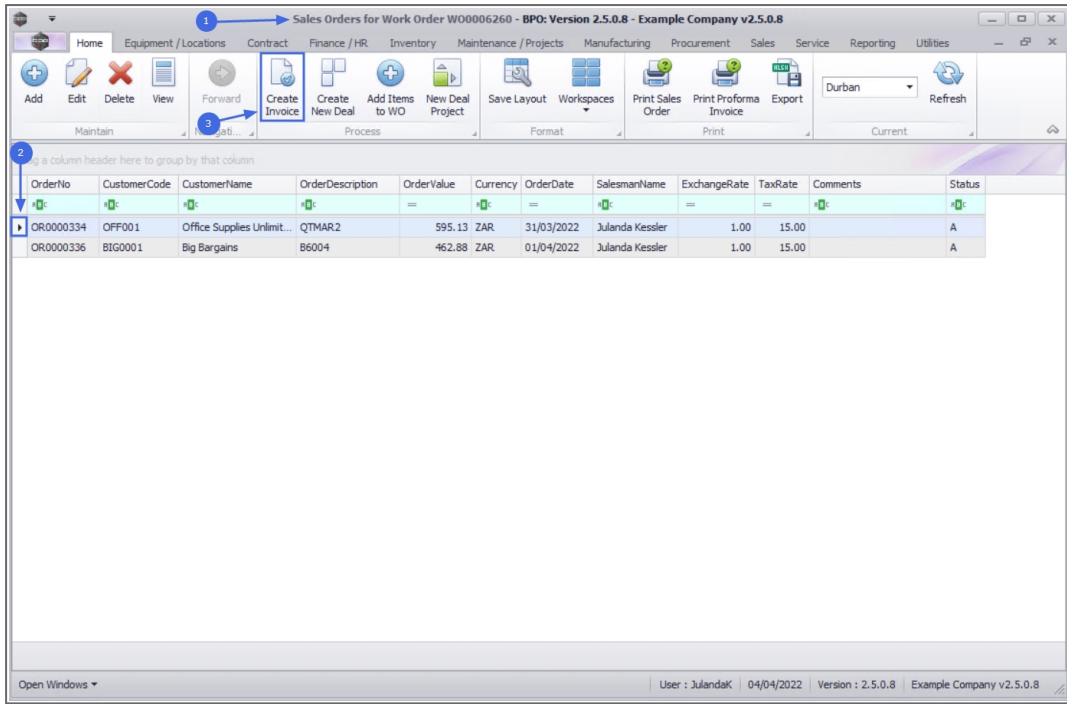 1
Sales Orders for Work Order WO0006260 - BPO: Version 2.5.0.8 - Example Company v2.5.0.8
Home Equipment / Locations Contract Finance / HR Inventory Maintenance / Projects Manufacturing Procurement Sales Service Reporting Utilities
Add Edit Delete View Forward Create Invoice Create New Deal Add Items to WO New Deal Project Save Layout Workspaces Print Sales Order Print Proforma Invoice Export Durban Refresh
3
Maintain Navigati... Process Format Print Current
2
a column header here to group by that column
OrderNo CustomerCode CustomerName OrderDescription OrderValue Currency OrderDate SalesmanName ExchangeRate TaxRate Comments Status
OR0000334 OFF001 Office Supplies Unlimit... QTMAR2 595.13 ZAR 31/03/2022 Julanda Kessler 1.00 15.00 A
OR0000336 BIG0001 Big Bargains B6004 462.88 ZAR 01/04/2022 Julanda Kessler 1.00 15.00 A
Open Windows User : JulandaK 04/04/2022 Version : 2.5.0.8 Example Company v2.5.0.8